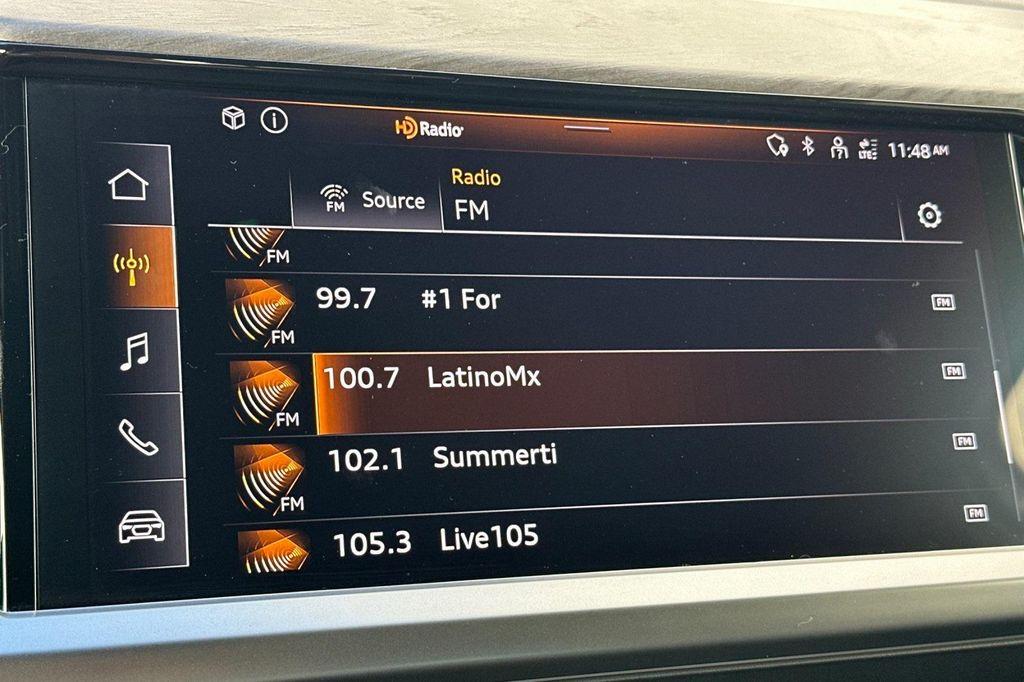 HD Radio
LTE 11:48 AM
FM Source
Radio
FM
FM
99.7 #1 For FM
FM
100.7 LatinoMx FM
FM
102.1 Summerti FM
FM
105.3 Live105 FM